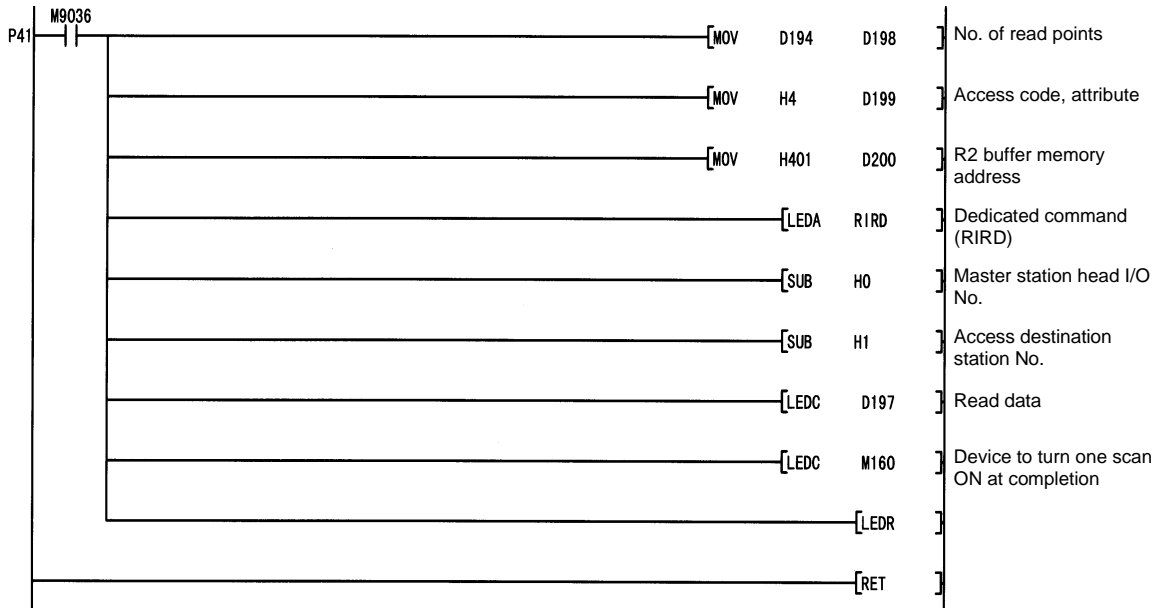 M9036
P41 [MOV D194 D198 ] No. of read points
[MOV H4 D199 ] Access code, attribute
[MOV H401 D200 ] R2 buffer memory
address
[LEDA RIRD ] Dedicated command
(RIRD)
[SUB H0 ] Master station head I/O
No.
[SUB H1 ] Access destination
station No.
[LEDC D197 ] Read data
[LEDC M160 ] Device to turn one scan
ON at completion
[LEDR ]
[RET ]